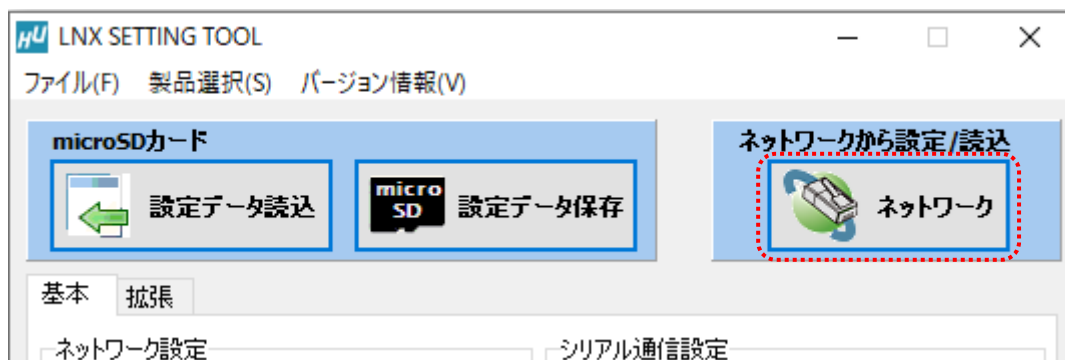 HU LNX SETTING TOOL
ファイル(F) 製品選択(S) バージョン情報(V)
microSDカード
設定データ読込
micro SD
設定データ保存
ネットワークから設定/読込
ネットワーク
基本 拡張
ネットワーク設定
シリアル通信設定